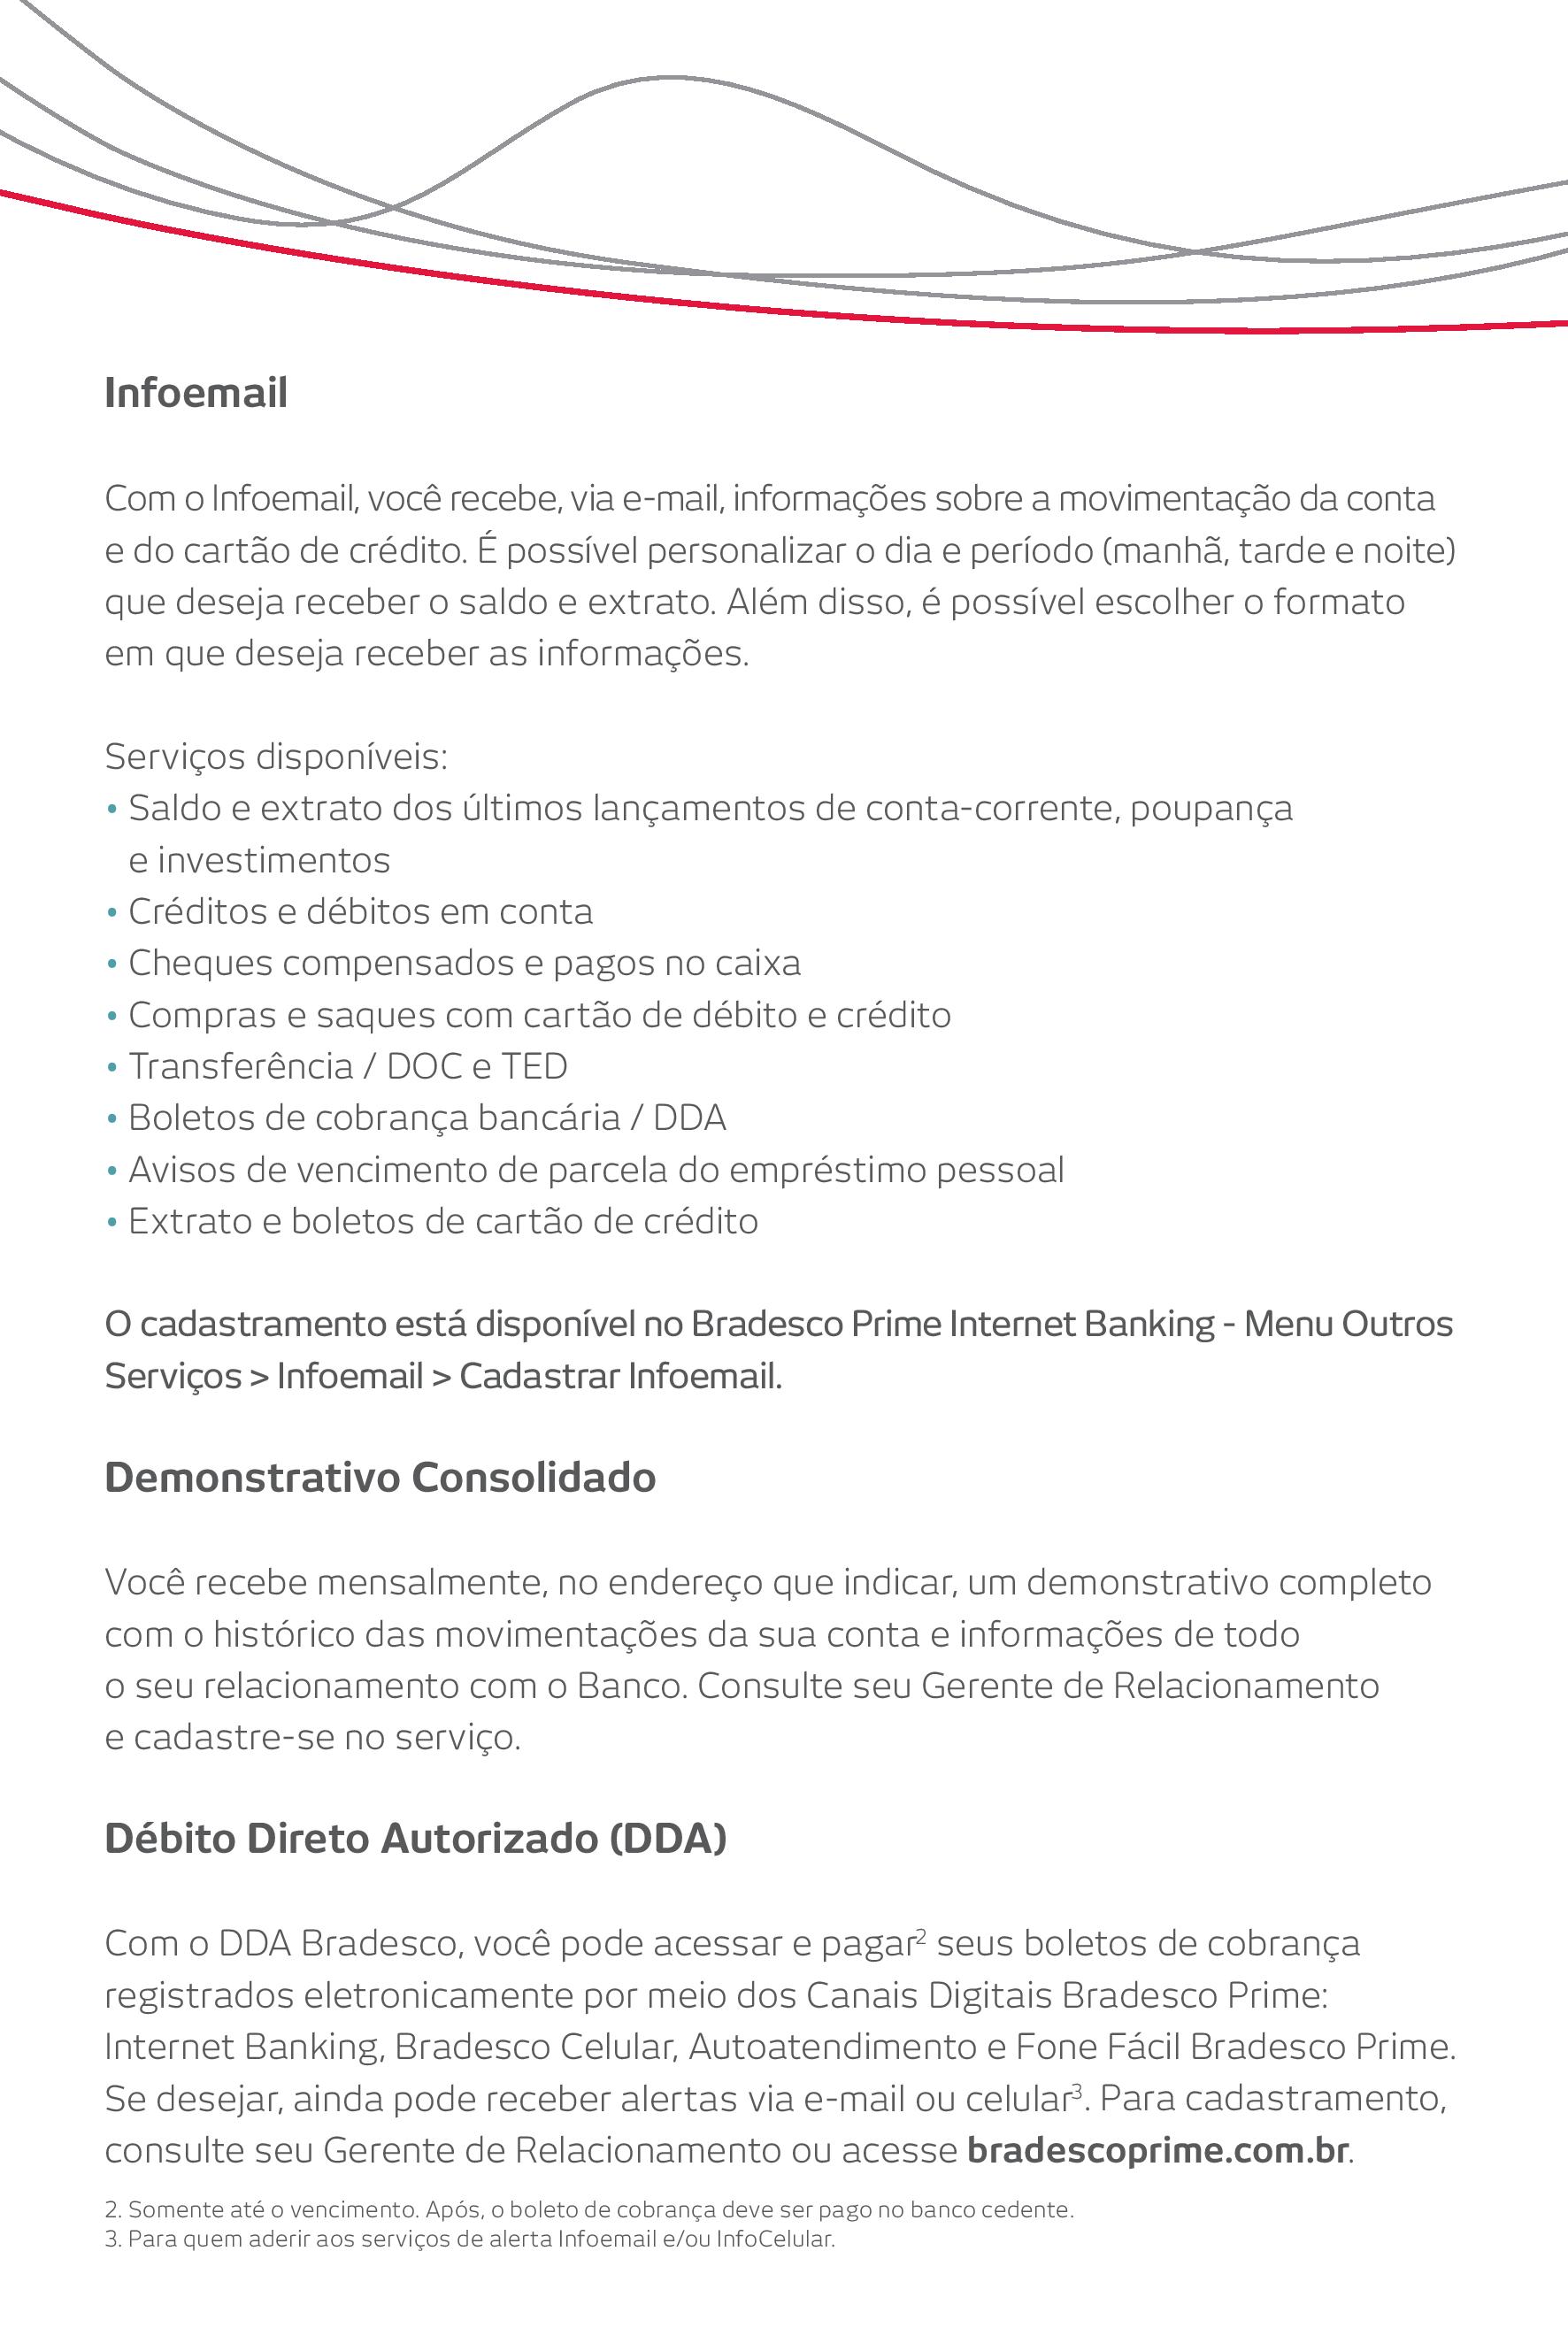 Infoemail
Com o Infoemail, você recebe, via e-mail, informações sobre a movimentação da conta
e do cartão de crédito. É possível personalizar o dia e período (manhã, tarde e noite)
que deseja receber o saldo e extrato. Além disso, é possível escolher o formato
em que deseja receber as informações.
Serviços disponíveis:
• Saldo e extrato dos últimos lançamentos de conta-corrente, poupança
e investimentos
• Créditos e débitos em conta
• Cheques compensados e pagos no caixa
• Compras e saques com cartão de débito e crédito
• Transferência / DOC e TED
• Boletos de cobrança bancária / DDA
• Avisos de vencimento de parcela do empréstimo pessoal
• Extrato e boletos de cartão de crédito
O cadastramento está disponível no Bradesco Prime Internet Banking - Menu Outros
Serviços > Infoemail > Cadastrar Infoemail.
Demonstrativo Consolidado
Você recebe mensalmente, no endereço que indicar, um demonstrativo completo
com o histórico das movimentações da sua conta e informações de todo
o seu relacionamento com o Banco. Consulte seu Gerente de Relacionamento
e cadastre-se no serviço.
Débito Direto Autorizado (DDA)
Com o DDA Bradesco, você pode acessar e pagar² seus boletos de cobrança
registrados eletronicamente por meio dos Canais Digitais Bradesco Prime:
Internet Banking, Bradesco Celular, Autoatendimento e Fone Fácil Bradesco Prime.
Se desejar, ainda pode receber alertas via e-mail ou celular³. Para cadastramento,
consulte seu Gerente de Relacionamento ou acesse bradescoprime.com.br.
2. Somente até o vencimento. Após, o boleto de cobrança deve ser pago no banco cedente.
3. Para quem aderir aos serviços de alerta Infoemail e/ou InfoCelular.